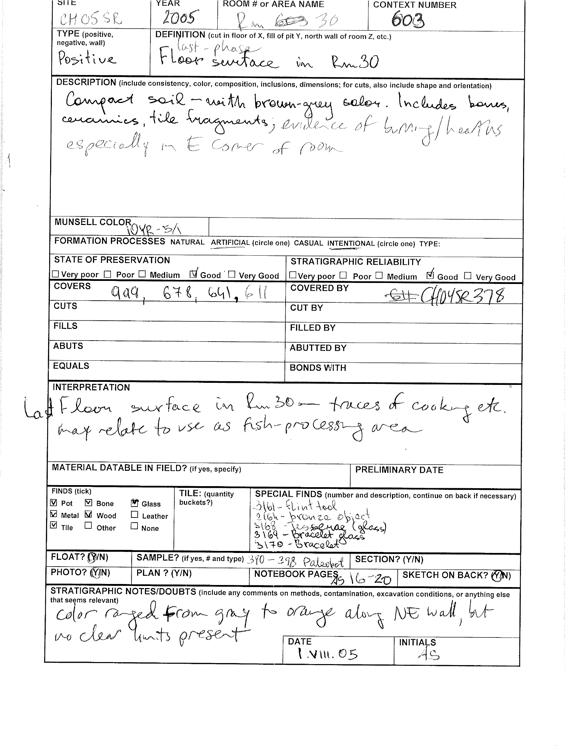 SITE YEAR ROOM # or AREA NAME CONTEXT NUMBER
CH05SR 2005 Rm 30 603
TYPE (positive, negative, wall) DEFINITION (cut in floor of X, fill of pit Y, north wall of room Z, etc.)
last-phase
Positive Floor surface in Rm30
DESCRIPTION (include consistency, color, composition, inclusions, dimensions; for cuts, also include shape and orientation)
Compact soil - with brown-grey color. Includes bones,
ceramics, tile fragments; evidence of burning/hearths
especially in E corner of room
MUNSELL COLOR
10YR-5/1
FORMATION PROCESSES NATURAL ARTIFICIAL (circle one) CASUAL INTENTIONAL (circle one) TYPE:
STATE OF PRESERVATION STRATIGRAPHIC RELIABILITY
Very poor Poor Medium Good Very Good Very poor Poor Medium Good Very Good
COVERS 999, 678, 641, 611 COVERED BY CH04SR378
CUTS CUT BY
FILLS FILLED BY
ABUTS ABUTTED BY
EQUALS BONDS WITH
INTERPRETATION
Last Floor surface in Rm 30 — traces of cooking etc.
may relate to use as fish-processing area
MATERIAL DATABLE IN FIELD? (if yes, specify) PRELIMINARY DATE
FINDS (tick) TILE: (quantity buckets?) SPECIAL FINDS (number and description, continue on back if necessary)
Pot Bone Glass
Metal Wood Leather
Tile Other None
3161- Flint tool
3164- bronze object
3168- Tesserae (glass)
3169- Bracelet glass
3170- Bracelet
FLOAT? (Y/N) SAMPLE? (if yes, # and type) 390-398 Paleobot SECTION? (Y/N)
PHOTO? (Y/N) PLAN ? (Y/N) NOTEBOOK PAGES AS 16-20 SKETCH ON BACK? (Y/N)
STRATIGRAPHIC NOTES/DOUBTS (include any comments on methods, contamination, excavation conditions, or anything else
that seems relevant)
color ranged from gray to orange along NE wall, but
no clear limits present
DATE INITIALS
1.VIII.05 AS